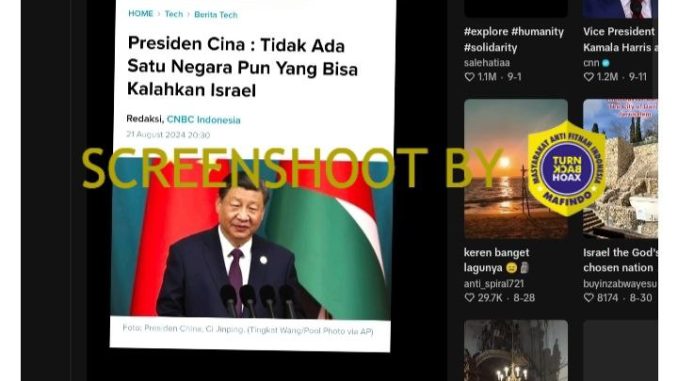 HOME > Tech > Berita Tech
Presiden Cina : Tidak Ada
Satu Negara Pun Yang Bisa
Kalahkan Israel
Redaksi, CNBC Indonesia
21 August 2024 20:30
SCREENSHOOT BY
MASYARAKAT ANTI FITNAH INDONESIA
TURN
BACK
HOAX
MAFINDO
Foto: Presiden China, Ci Jinping. (Tingkat Wang/Pool Photo via AP)
#explore #humanity
#solidarity
salehatiaa
1.1M · 9-1
Vice President
Kamala Harris a
cnn
1.2M · 9-11
keren banget
lagunya
anti_spiral721
29.7K · 8-28
Israel the God's
chosen nation
buyinzabwayesu
8174 · 8-30